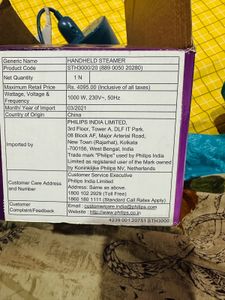 Generic Name HANDHELD STEAMER
Product Code STH3000/20 (889 0050 20280)
Net Quantity 1 N
Maximum Retail Price Rs. 4095.00 (Inclusive of all taxes)
Wattage, Voltage & Frequency 1000 W, 230V~, 50Hz
Month/ Year of Import 03/2021
Country of Origin China
Imported by
PHILIPS INDIA LIMITED,
3rd Floor, Tower A, DLF IT Park,
08 Block AF, Major Arterial Road,
New Town (Rajarhat), Kolkata
-700156, West Bengal, India
Trade mark "Philips" used by Philips India
Limited as registered user of the Mark owned
by Koninklijke Philips NV, Netherlands
Customer Care Address
and Number
Customer Service Executive
Philips India Limited
Address: Same as above.
1800 102 2929 (Toll Free)
1860 180 1111 (Standard Call Rates Apply)
Customer
Complaint/Feedback
Email : customercare.india@philips.com
Website : http://www.philips.co.in
STH3000